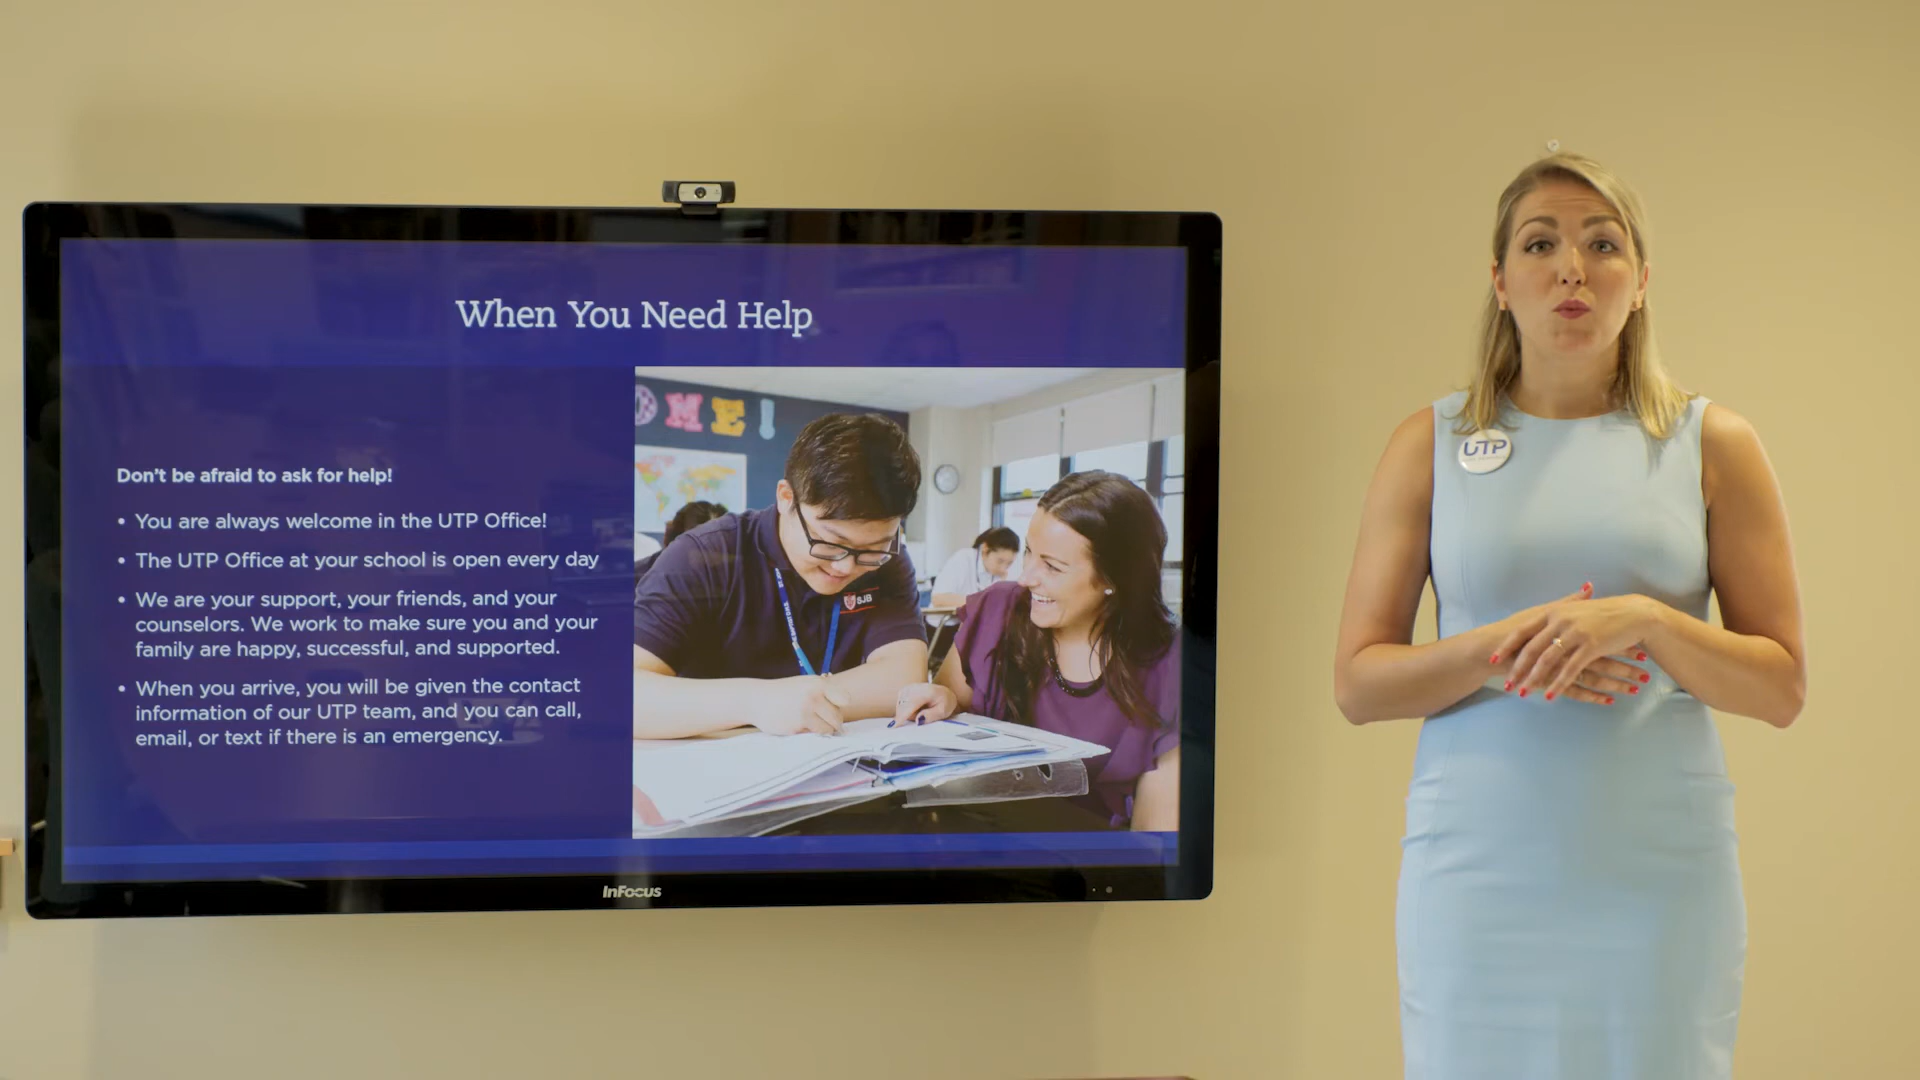 When You Need Help
Don't be afraid to ask for help!
• You are always welcome in the UTP Office!
• The UTP Office at your school is open every day
• We are your support, your friends, and your
counselors. We work to make sure you and your
family are happy, successful, and supported.
• When you arrive, you will be given the contact
information of our UTP team, and you can call,
email, or text if there is an emergency.
ME!
SJB
InFocus
UTP